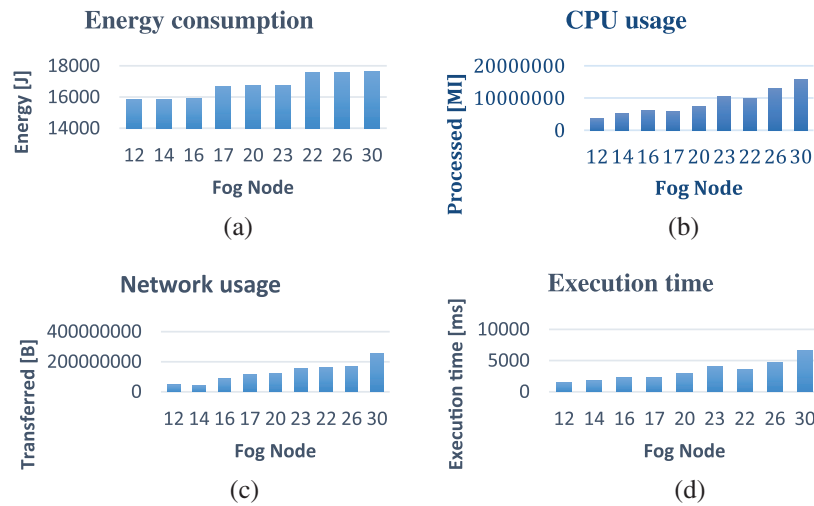 Energy consumption
Energy [J]
18000
16000
14000
12 14 16 17 20 23 22 26 30
Fog Node
(a)
CPU usage
Processed [MI]
20000000
10000000
0
12 14 16 17 20 23 22 26 30
Fog Node
(b)
Network usage
Transferred [B]
400000000
200000000
0
12 14 16 17 20 23 22 26 30
Fog Node
(c)
Execution time
Execution time [ms]
10000
5000
0
12 14 16 17 20 23 22 26 30
Fog Node
(d)